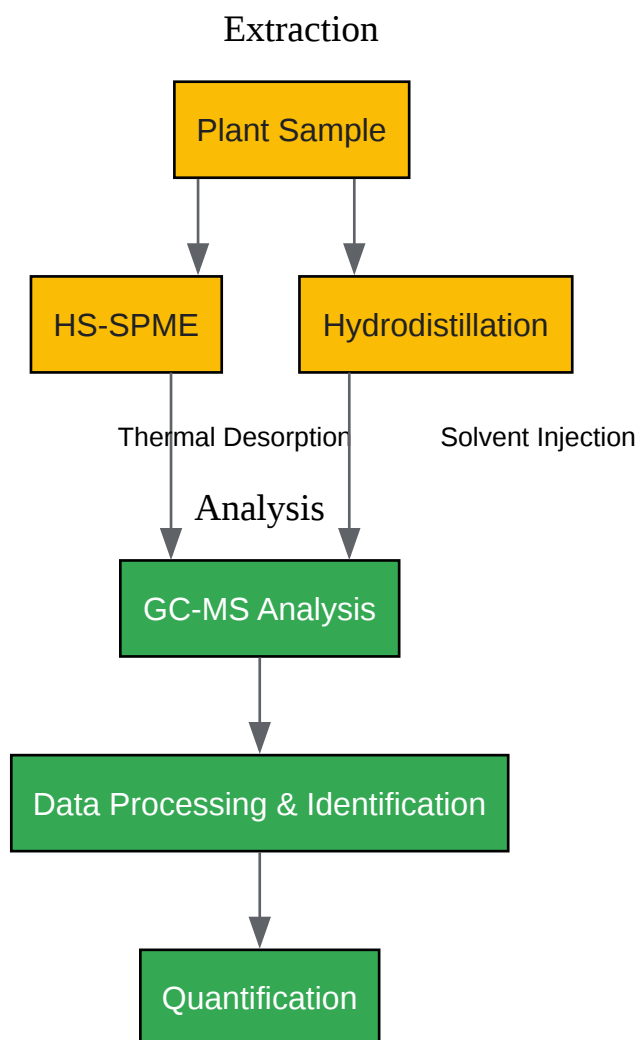 Extraction
Plant Sample
HS-SPME
Hydrodistillation
Thermal Desorption
Solvent Injection
Analysis
GC-MS Analysis
Data Processing & Identification
Quantification